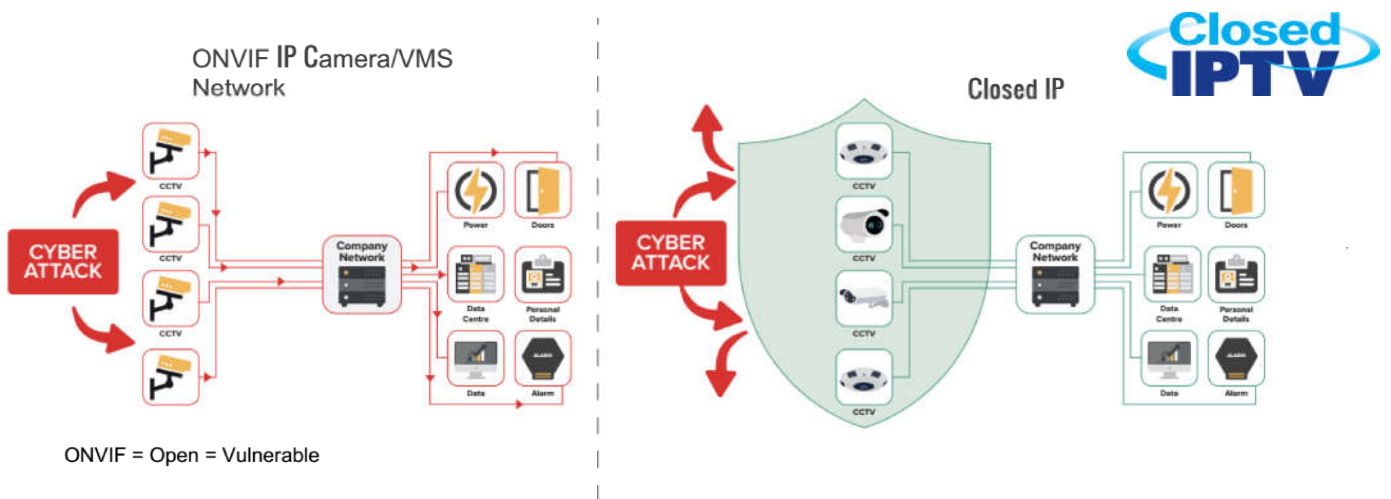 ONVIF IP Camera/VMS
Network
CCTV
CCTV
CCTV
CYBER
ATTACK
Company
Network
Power
Doors
Data
Centre
Personal
Details
ALARM
Data
Alarm
ONVIF = Open = Vulnerable
Closed
IPTV
Closed IP
CCTV
CCTV
CCTV
CCTV
CYBER
ATTACK
Company
Network
Power
Doors
Data
Centre
Personal
Details
ALARM
Data
Alarm